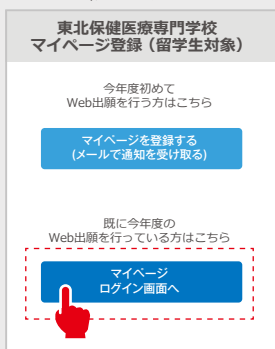 東北保健医療専門学校
マイページ登録（留学生対象）
今年度初めて
Web出願を行う方はこちら
マイページを登録する
(メールで通知を受け取る)
既に今年度の
Web出願を行っている方はこちら
マイページ
ログイン画面へ